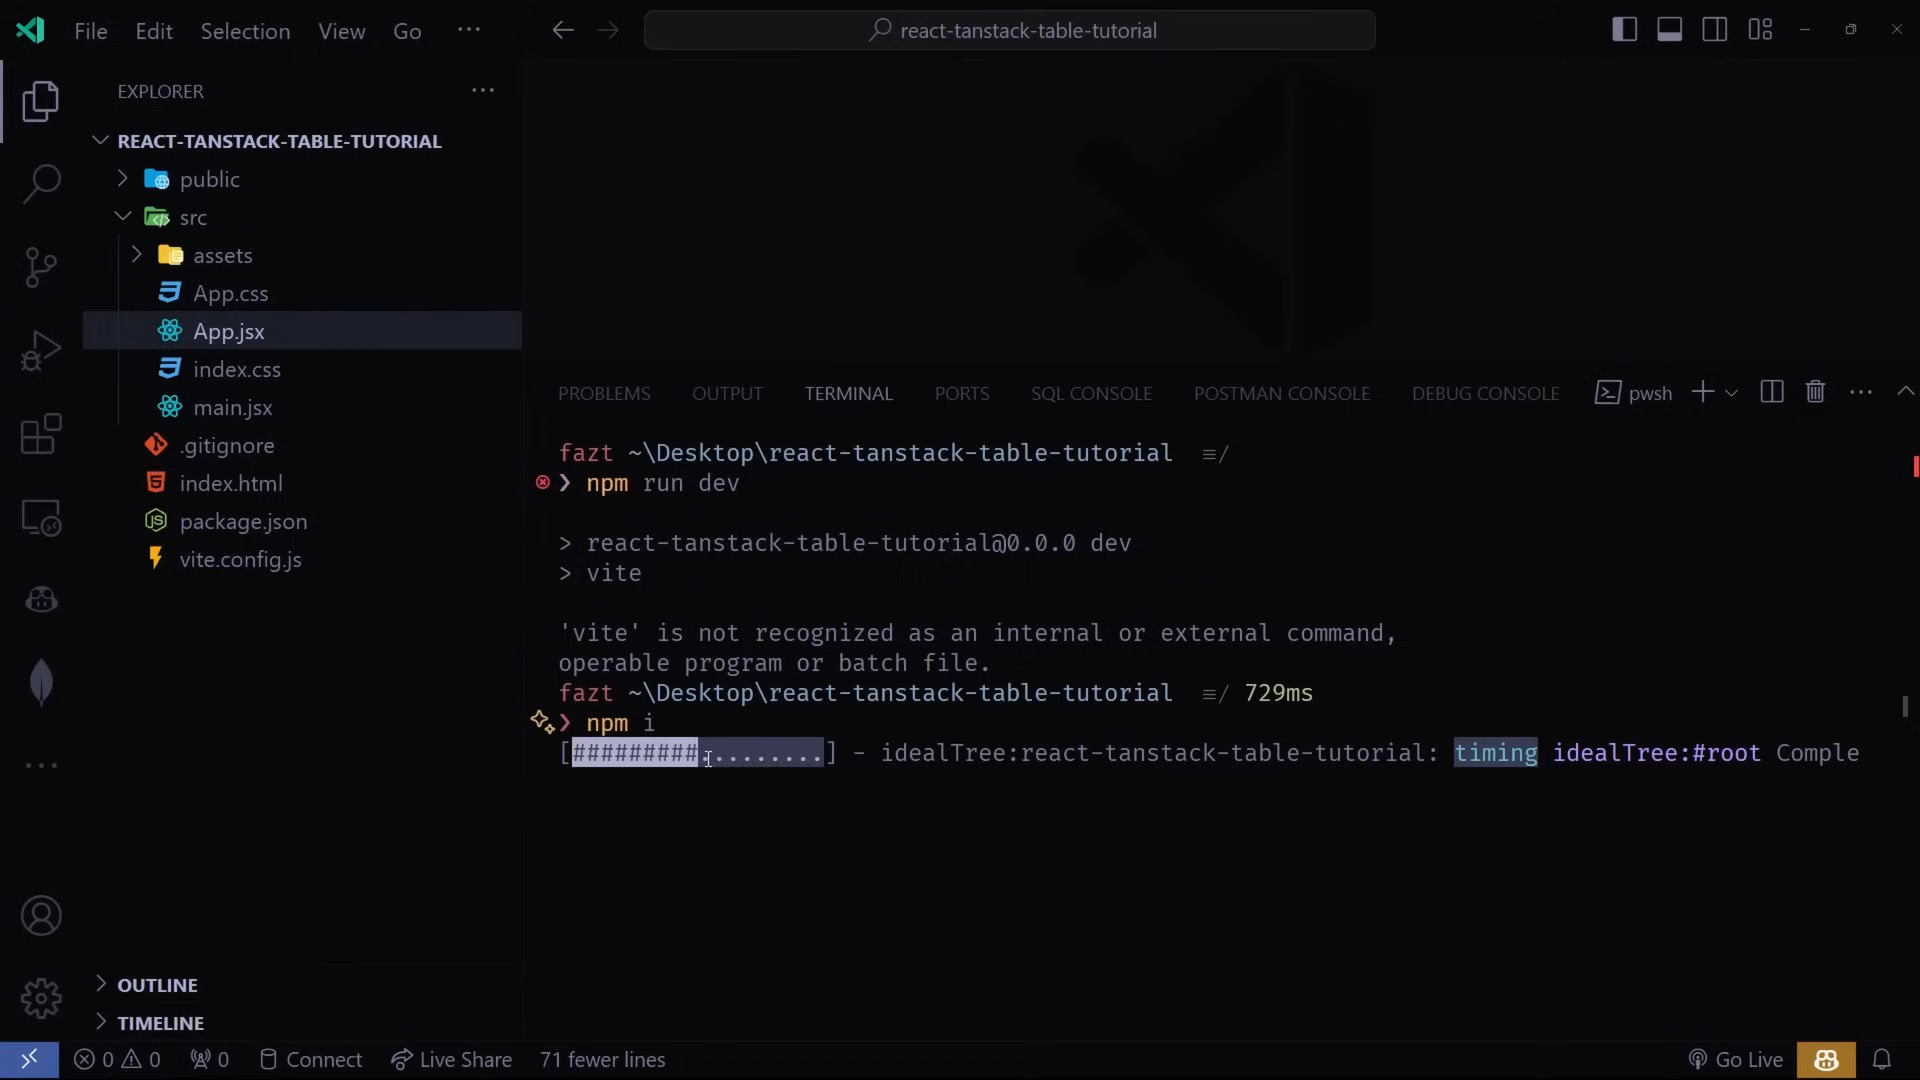 File Edit Selection View Go ···
react-tanstack-table-tutorial
EXPLORER
REACT-TANSTACK-TABLE-TUTORIAL
public
src
assets
App.css
App.jsx
index.css
main.jsx
.gitignore
index.html
package.json
vite.config.js
OUTLINE
TIMELINE
PROBLEMS OUTPUT TERMINAL PORTS SQL CONSOLE POSTMAN CONSOLE DEBUG CONSOLE pwsh
fazt ~\Desktop\react-tanstack-table-tutorial ≡/
❯ npm run dev
> react-tanstack-table-tutorial@0.0.0 dev
> vite
'vite' is not recognized as an internal or external command,
operable program or batch file.
fazt ~\Desktop\react-tanstack-table-tutorial ≡/ 729ms
❯ npm i
[#########.........] - idealTree:react-tanstack-table-tutorial: timing idealTree:#root Comple
0 0 0 Connect Live Share 71 fewer lines Go Live